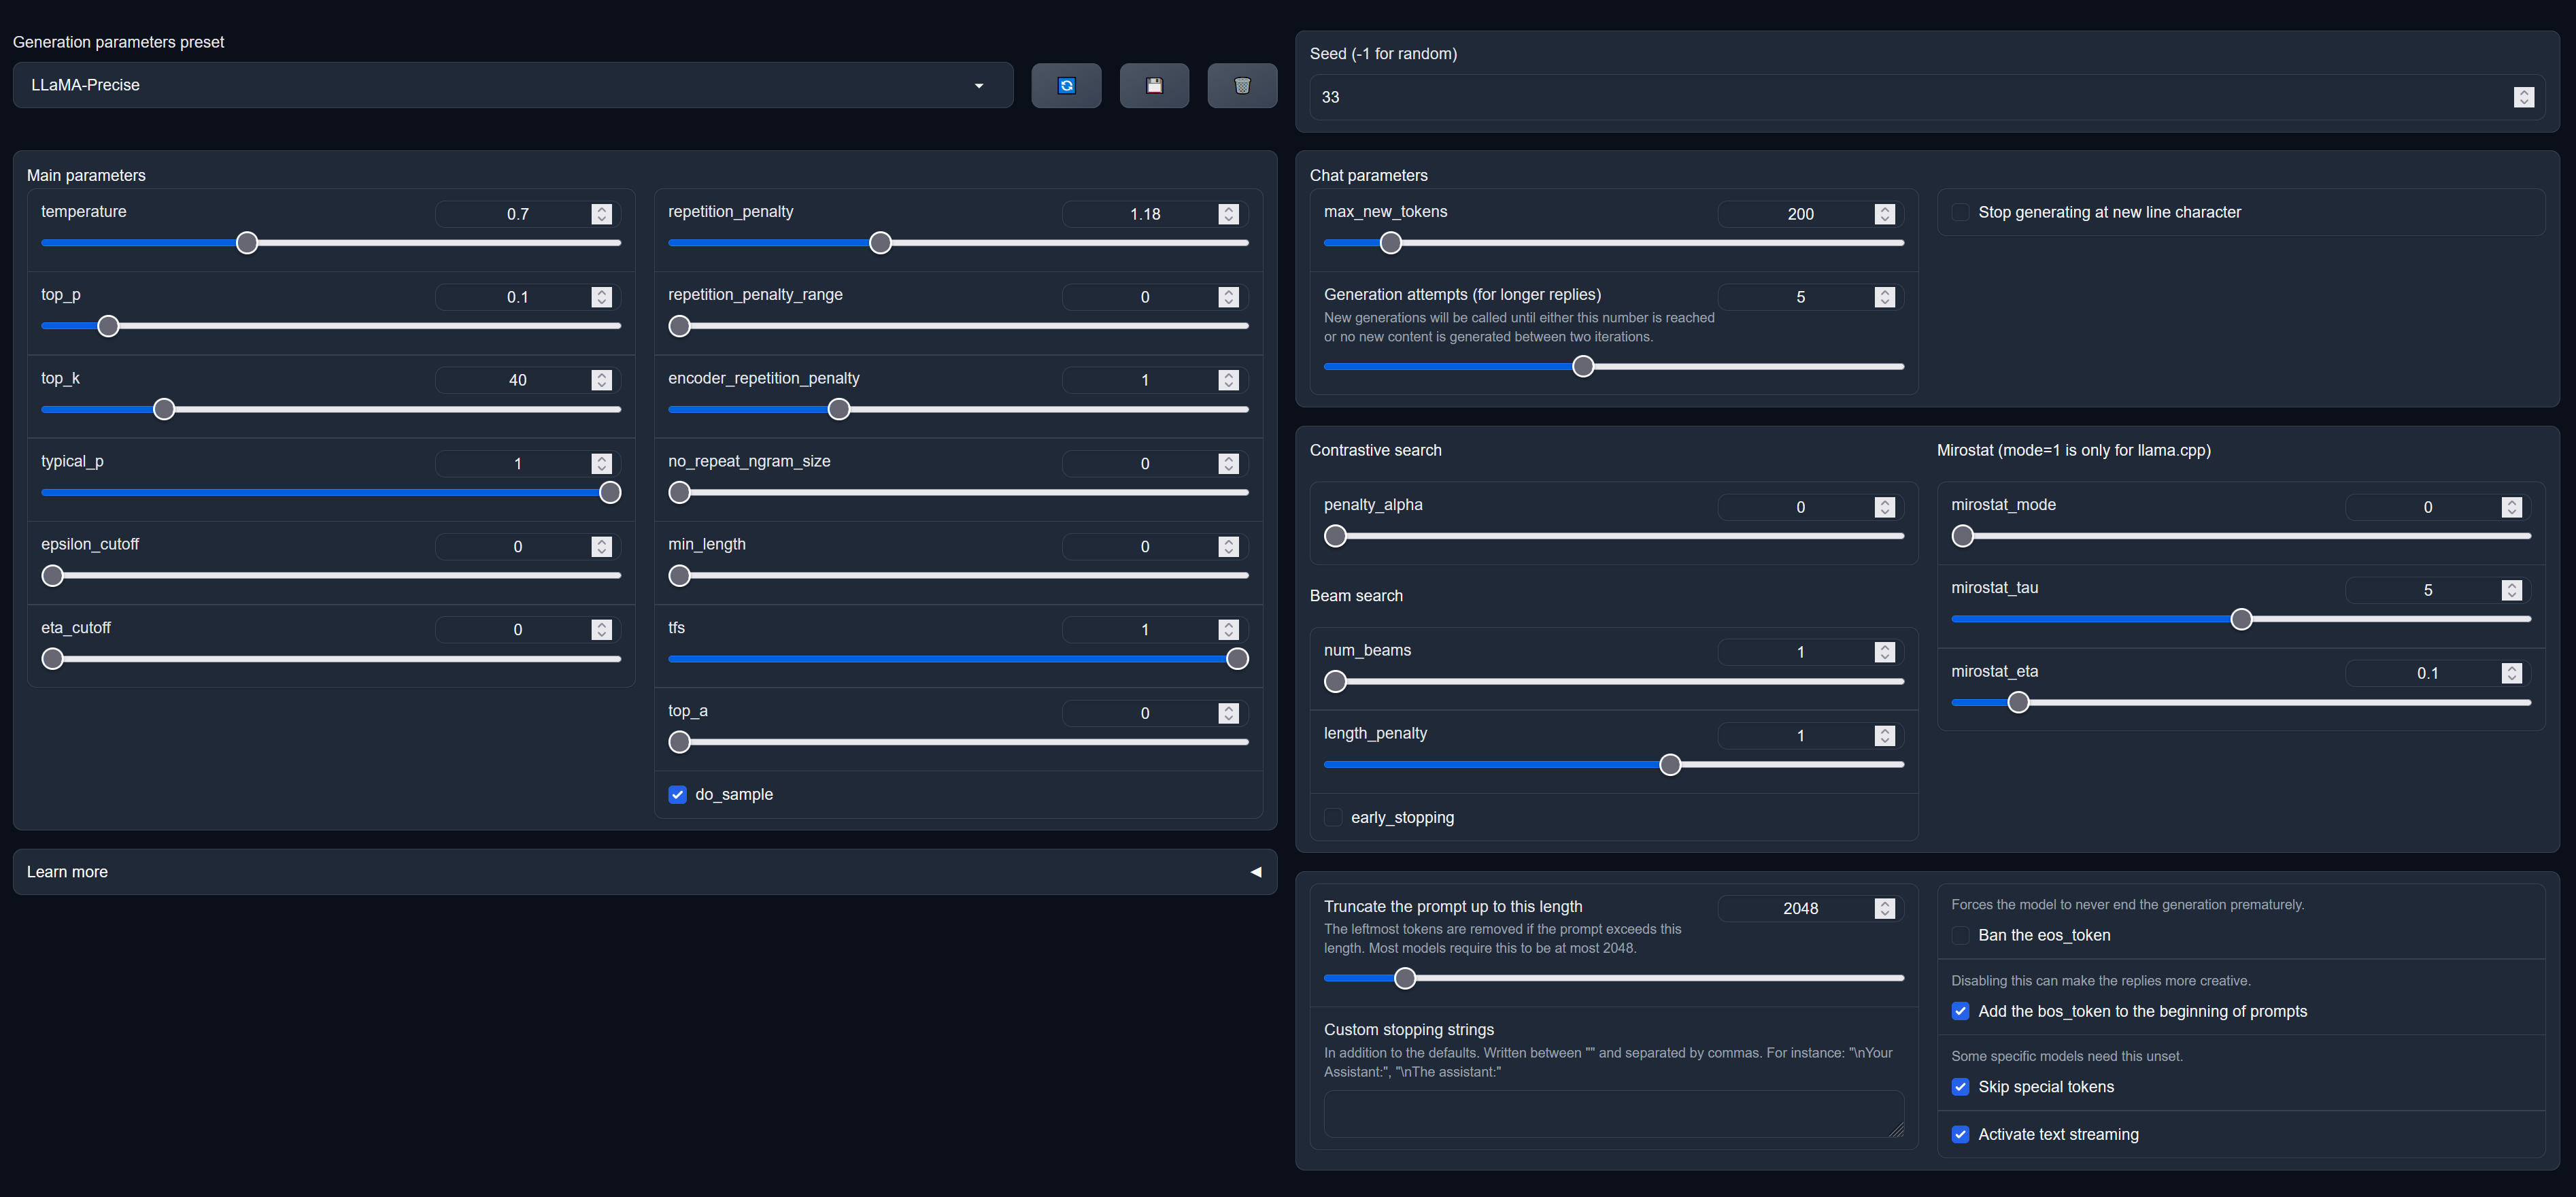 Generation parameters preset
LLaMA-Precise
Seed (-1 for random)
33
Main parameters
temperature 0.7
top_p 0.1
top_k 40
typical_p 1
epsilon_cutoff 0
eta_cutoff 0
repetition_penalty 1.18
repetition_penalty_range 0
encoder_repetition_penalty 1
no_repeat_ngram_size 0
min_length 0
tfs 1
top_a 0
do_sample
Learn more
Chat parameters
max_new_tokens 200
Generation attempts (for longer replies) 5
New generations will be called until either this number is reached
or no new content is generated between two iterations.
Stop generating at new line character
Contrastive search
penalty_alpha 0
Beam search
num_beams 1
length_penalty 1
early_stopping
Mirostat (mode=1 is only for llama.cpp)
mirostat_mode 0
mirostat_tau 5
mirostat_eta 0.1
Truncate the prompt up to this length 2048
The leftmost tokens are removed if the prompt exceeds this
length. Most models require this to be at most 2048.
Custom stopping strings
In addition to the defaults. Written between "" and separated by commas. For instance: "\nYour
Assistant:", "\nThe assistant:"
Forces the model to never end the generation prematurely.
Ban the eos_token
Disabling this can make the replies more creative.
Add the bos_token to the beginning of prompts
Some specific models need this unset.
Skip special tokens
Activate text streaming